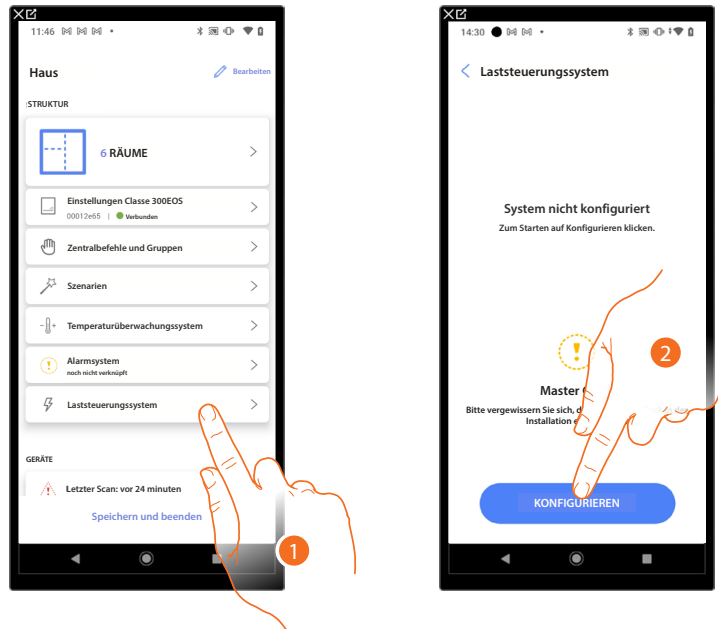 11:46
Haus
Bearbeiten
STRUKTUR
6 RÄUME
Einstellungen Classe 300EOS
00012e65 | Verbunden
Zentralbefehle und Gruppen
Szenarien
Temperaturüberwachungssystem
Alarmsystem
noch nicht verknüpft
Laststeuerungssystem
GERÄTE
Letzter Scan: vor 24 minuten
Speichern und beenden
1
14:30
Laststeuerungssystem
System nicht konfiguriert
Zum Starten auf Konfigurieren klicken.
Master
Bitte vergewissern Sie sich,
Installation
KONFIGURIEREN
2